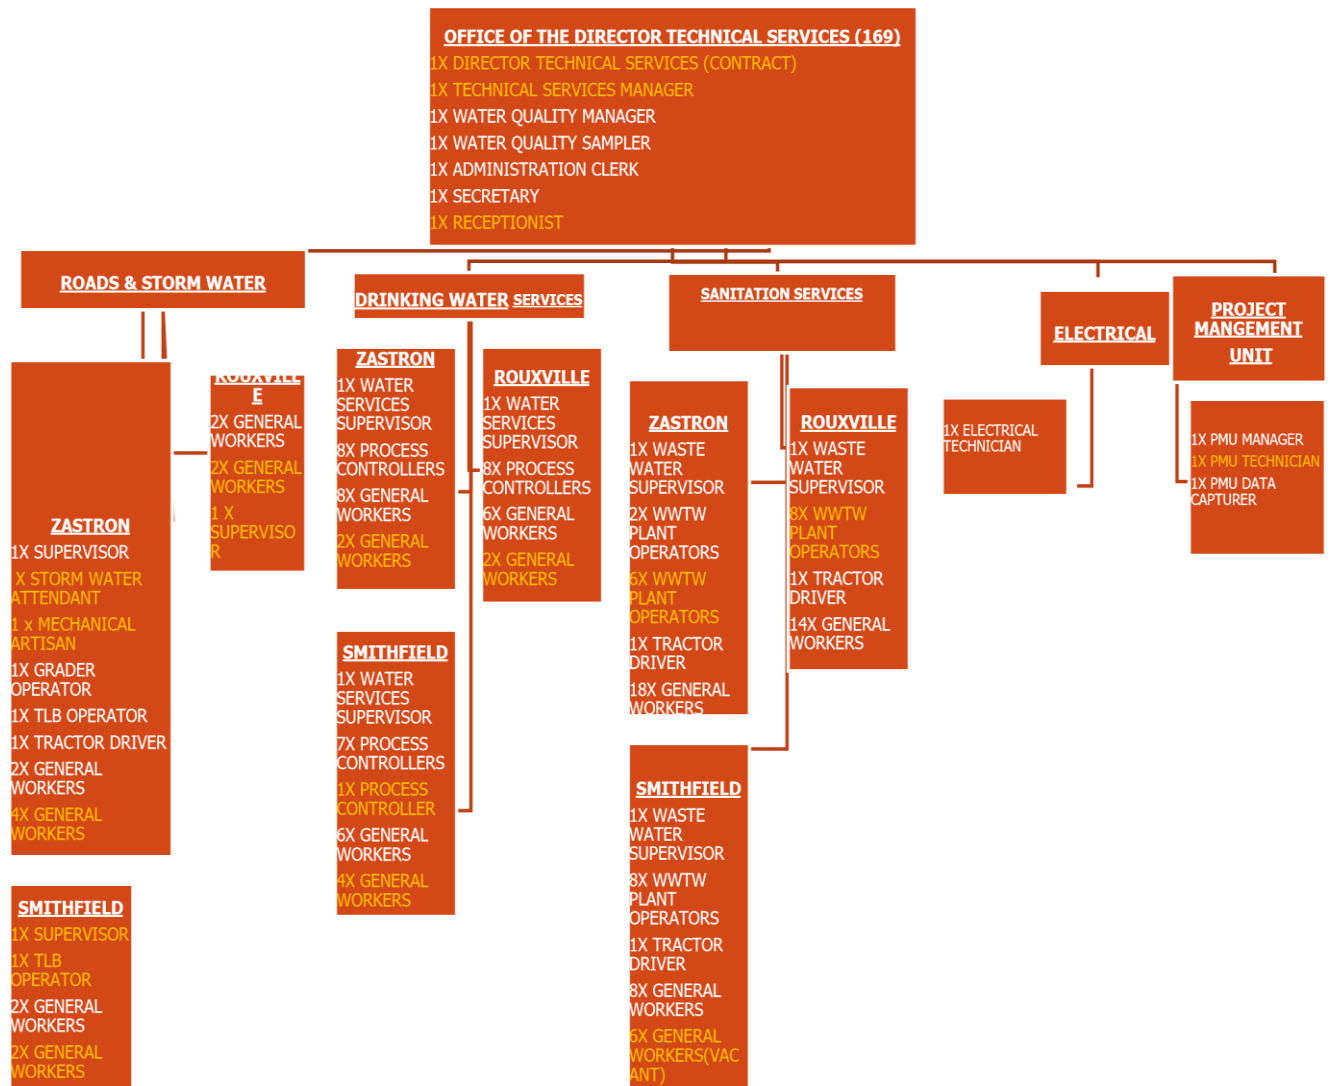 OFFICE OF THE DIRECTOR TECHNICAL SERVICES (169)
1X DIRECTOR TECHNICAL SERVICES (CONTRACT)
1X TECHNICAL SERVICES MANAGER
1X WATER QUALITY MANAGER
1X WATER QUALITY SAMPLER
1X ADMINISTRATION CLERK
1X SECRETARY
1X RECEPTIONIST
ROADS & STORM WATER
ZASTRON
1X SUPERVISOR
X STORM WATER
ATTENDANT
1 x MECHANICAL
ARTISAN
1X GRADER
OPERATOR
1X TLB OPERATOR
1X TRACTOR DRIVER
2X GENERAL
WORKERS
4X GENERAL
WORKERS
ROUXVILL
E
2X GENERAL
WORKERS
2X GENERAL
WORKERS
1 X
SUPERVISO
R
SMITHFIELD
1X SUPERVISOR
1X TLB
OPERATOR
2X GENERAL
WORKERS
2X GENERAL
WORKERS
DRINKING WATER SERVICES
ZASTRON
1X WATER
SERVICES
SUPERVISOR
8X PROCESS
CONTROLLERS
8X GENERAL
WORKERS
2X GENERAL
WORKERS
ROUXVILLE
1X WATER
SERVICES
SUPERVISOR
8X PROCESS
CONTROLLERS
6X GENERAL
WORKERS
2X GENERAL
WORKERS
SMITHFIELD
1X WATER
SERVICES
SUPERVISOR
7X PROCESS
CONTROLLERS
1X PROCESS
CONTROLLER
6X GENERAL
WORKERS
4X GENERAL
WORKERS
SANITATION SERVICES
ZASTRON
1X WASTE
WATER
SUPERVISOR
2X WWTW
PLANT
OPERATORS
6X WWTW
PLANT
OPERATORS
1X TRACTOR
DRIVER
18X GENERAL
WORKERS
ROUXVILLE
1X WASTE
WATER
SUPERVISOR
8X WWTW
PLANT
OPERATORS
1X TRACTOR
DRIVER
14X GENERAL
WORKERS
SMITHFIELD
1X WASTE
WATER
SUPERVISOR
8X WWTW
PLANT
OPERATORS
1X TRACTOR
DRIVER
8X GENERAL
WORKERS
6X GENERAL
WORKERS(VAC
ANT)
ELECTRICAL
1X ELECTRICAL
TECHNICIAN
PROJECT
MANGEMENT
UNIT
1X PMU MANAGER
1X PMU TECHNICIAN
1X PMU DATA
CAPTURER